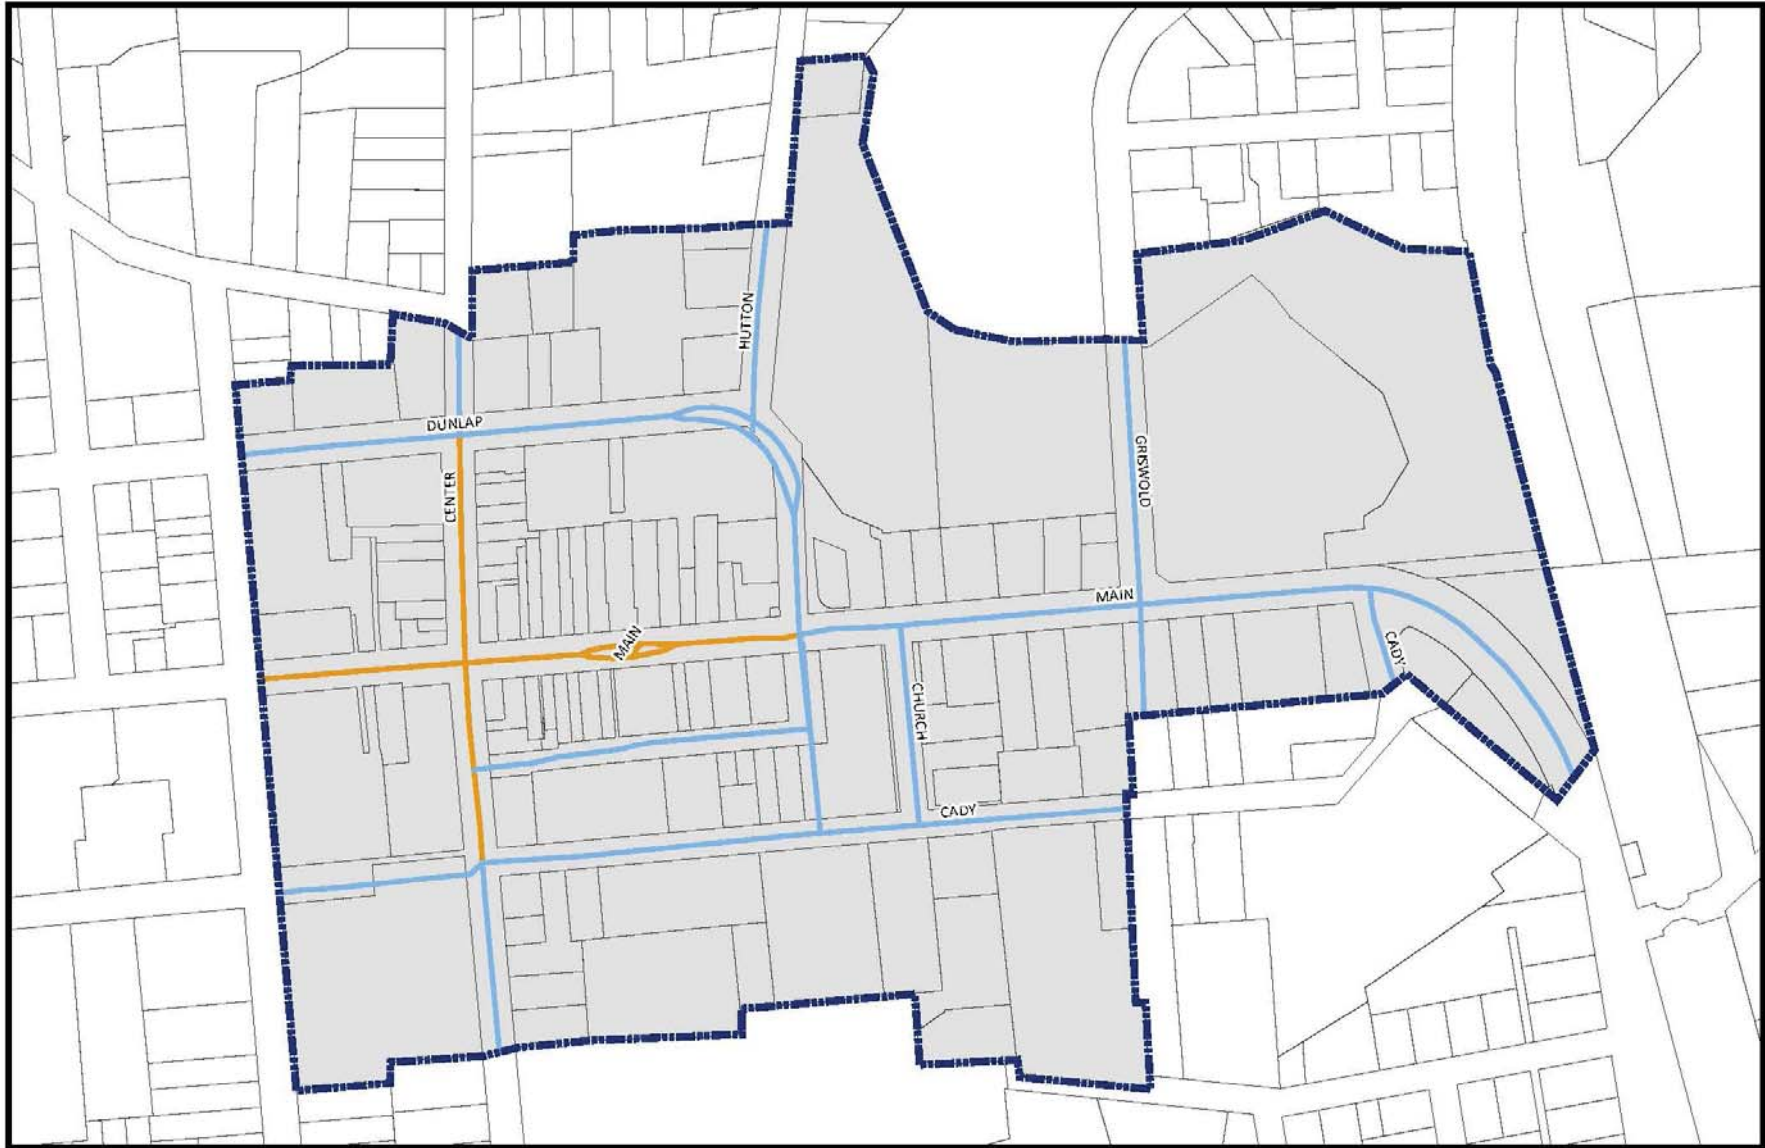 HUTTON
DUNLAP
CENTER
GRISWOLD
MAIN
MAIN
CADY
CHURCH
CADY